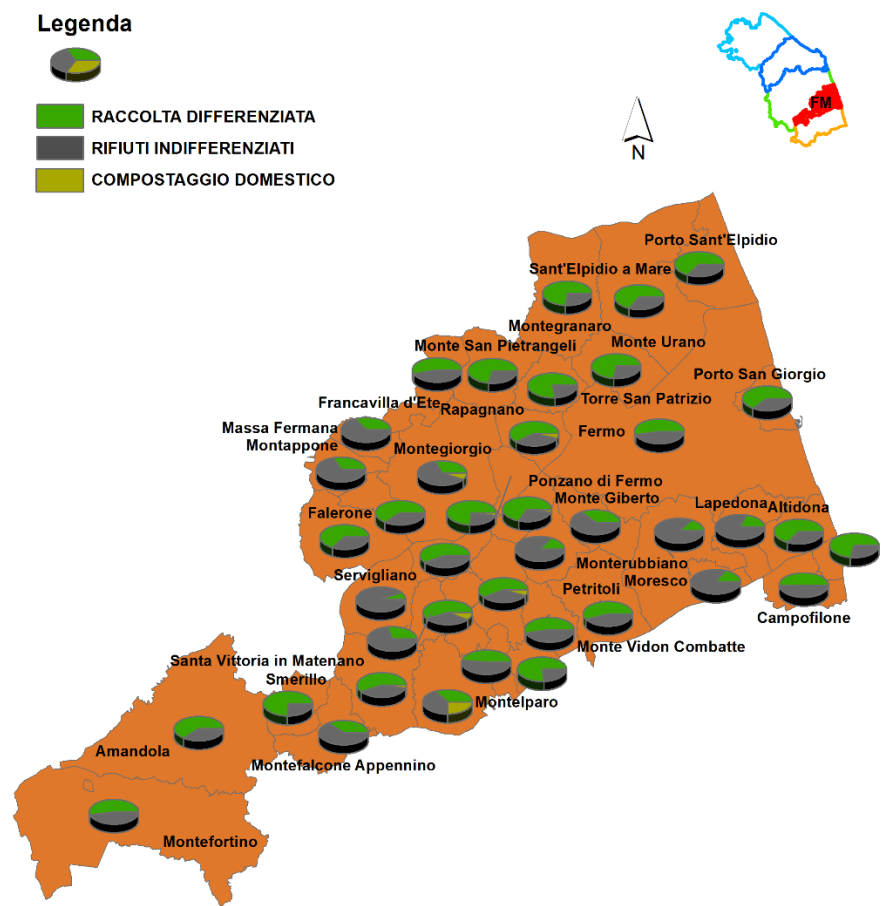 Legenda
RACCOLTA DIFFERENZIATA
RIFIUTI INDIFFERENZIATI
COMPOSTAGGIO DOMESTICO
FM
N
Porto Sant'Elpidio
Sant'Elpidio a Mare
Montegranaro
Monte San Pietrangeli
Monte Urano
Porto San Giorgio
Francavilla d'Ete
Rapagnano
Torre San Patrizio
Massa Fermana
Montappone
Fermo
Montegiorgio
Ponzano di Fermo
Monte Giberto
Lapedona
Altidona
Falerone
Monterubbiano
Moresco
Servigliano
Petritoli
Campofilone
Monte Vidon Combatte
Santa Vittoria in Matenano
Smerillo
Montelparo
Amandola
Montefalcone Appennino
Montefortino